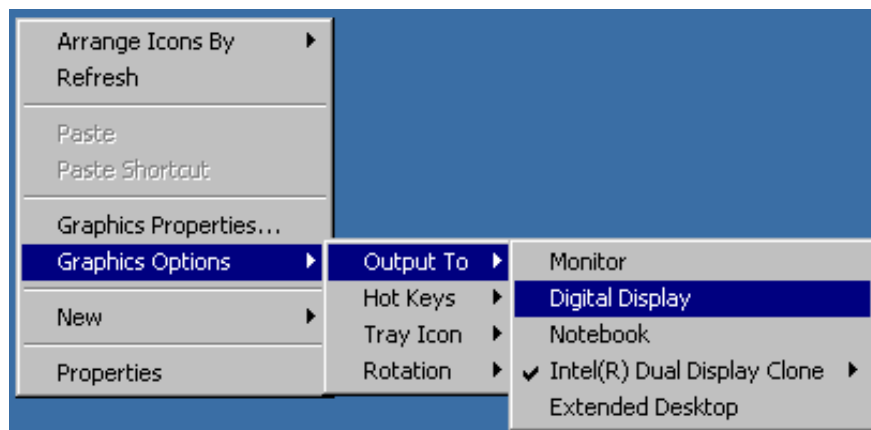 Arrange Icons By
Refresh
Paste
Paste Shortcut
Graphics Properties...
Graphics Options
New
Properties
Output To
Hot Keys
Tray Icon
Rotation
Monitor
Digital Display
Notebook
Intel(R) Dual Display Clone
Extended Desktop